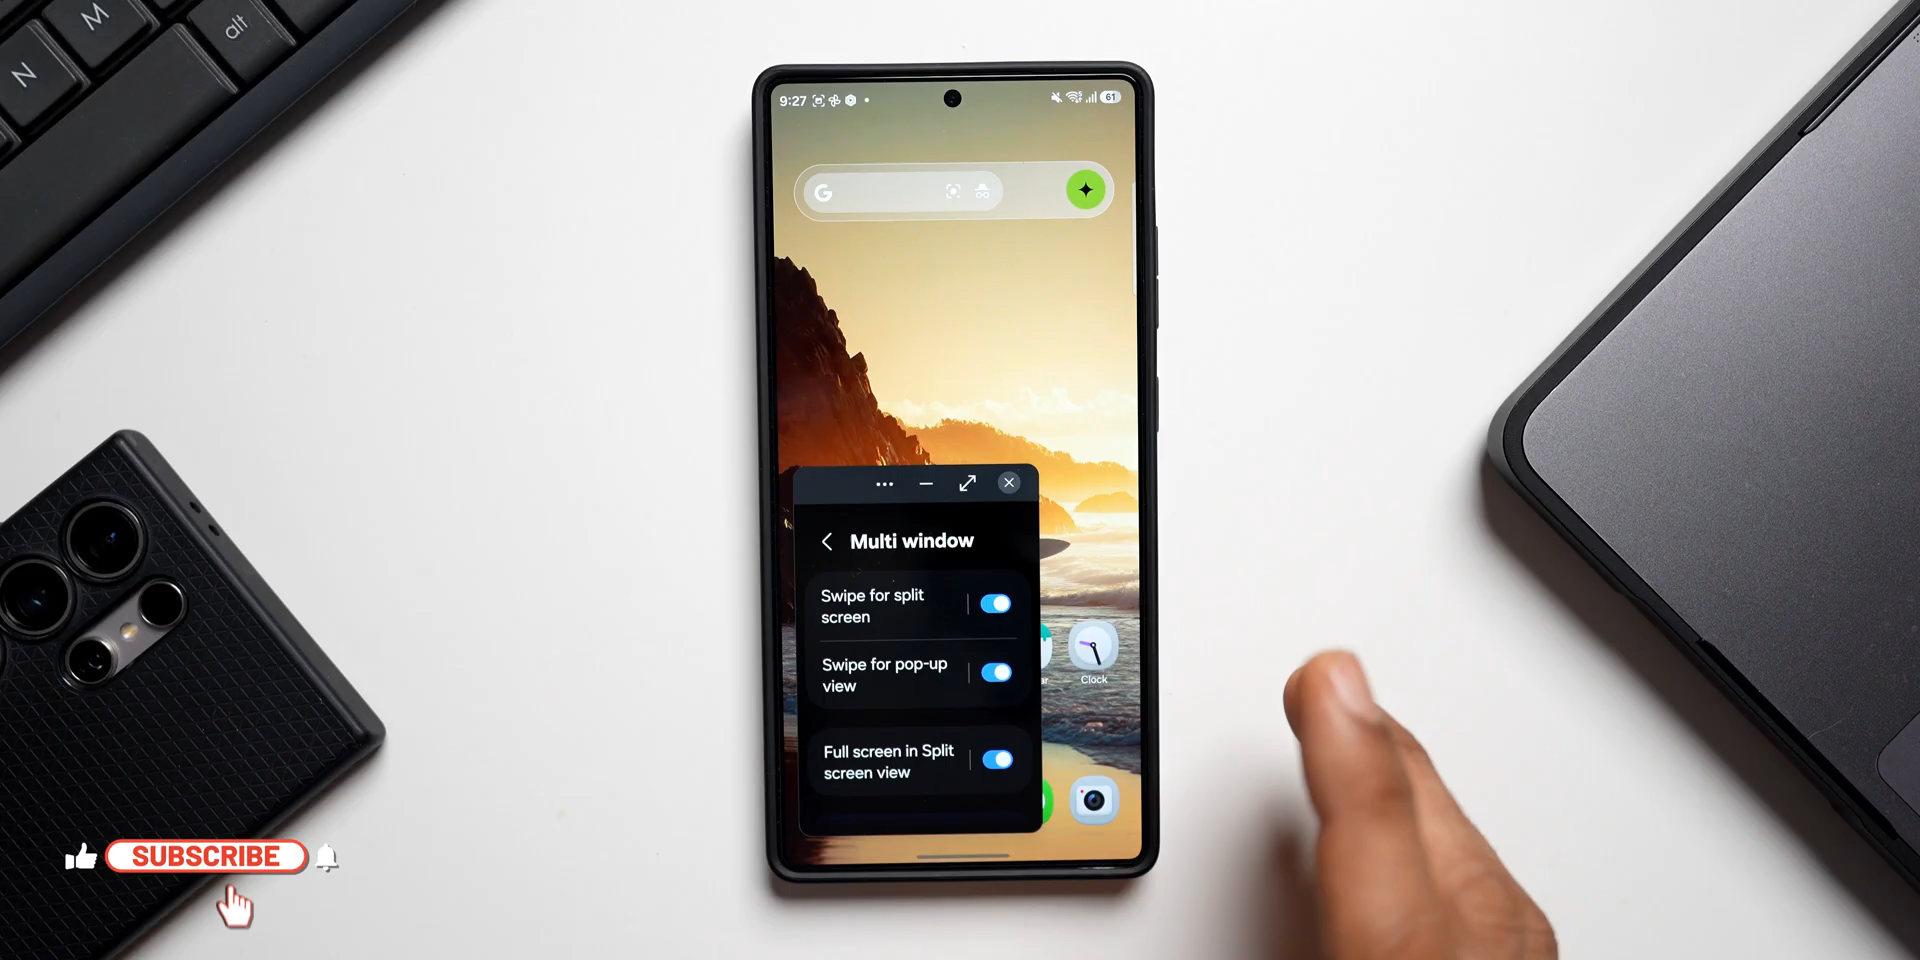 M
alt
N
9:27
61
G
Multi window
Swipe for split
screen
Swipe for pop-up
view
Full screen in Split
screen view
ar
Clock
SUBSCRIBE